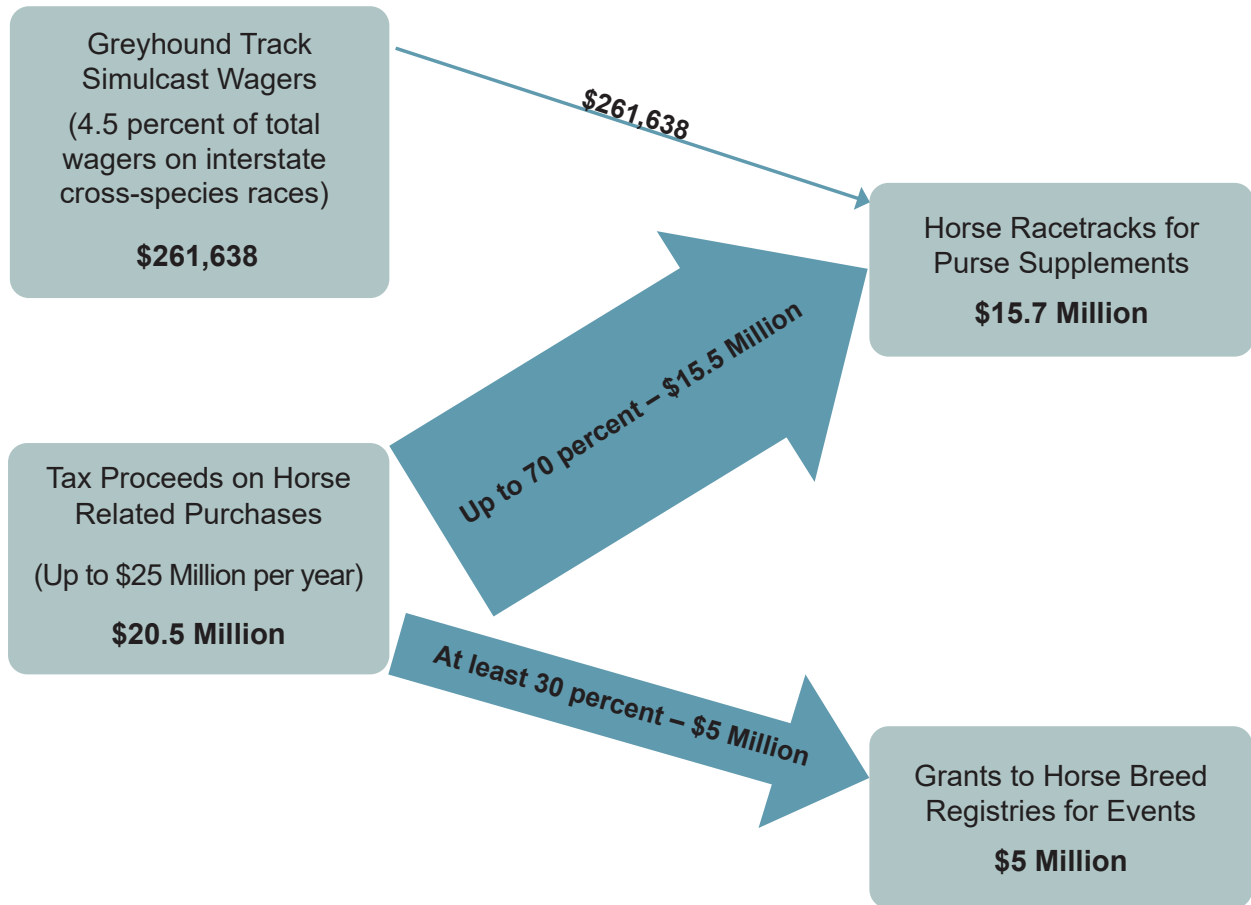 Greyhound Track
Simulcast Wagers
(4.5 percent of total
wagers on interstate
cross-species races)
$261,638
$261,638
Horse Racetracks for
Purse Supplements
$15.7 Million
Up to 70 percent – $15.5 Million
Tax Proceeds on Horse
Related Purchases
(Up to $25 Million per year)
$20.5 Million
At least 30 percent – $5 Million
Grants to Horse Breed
Registries for Events
$5 Million